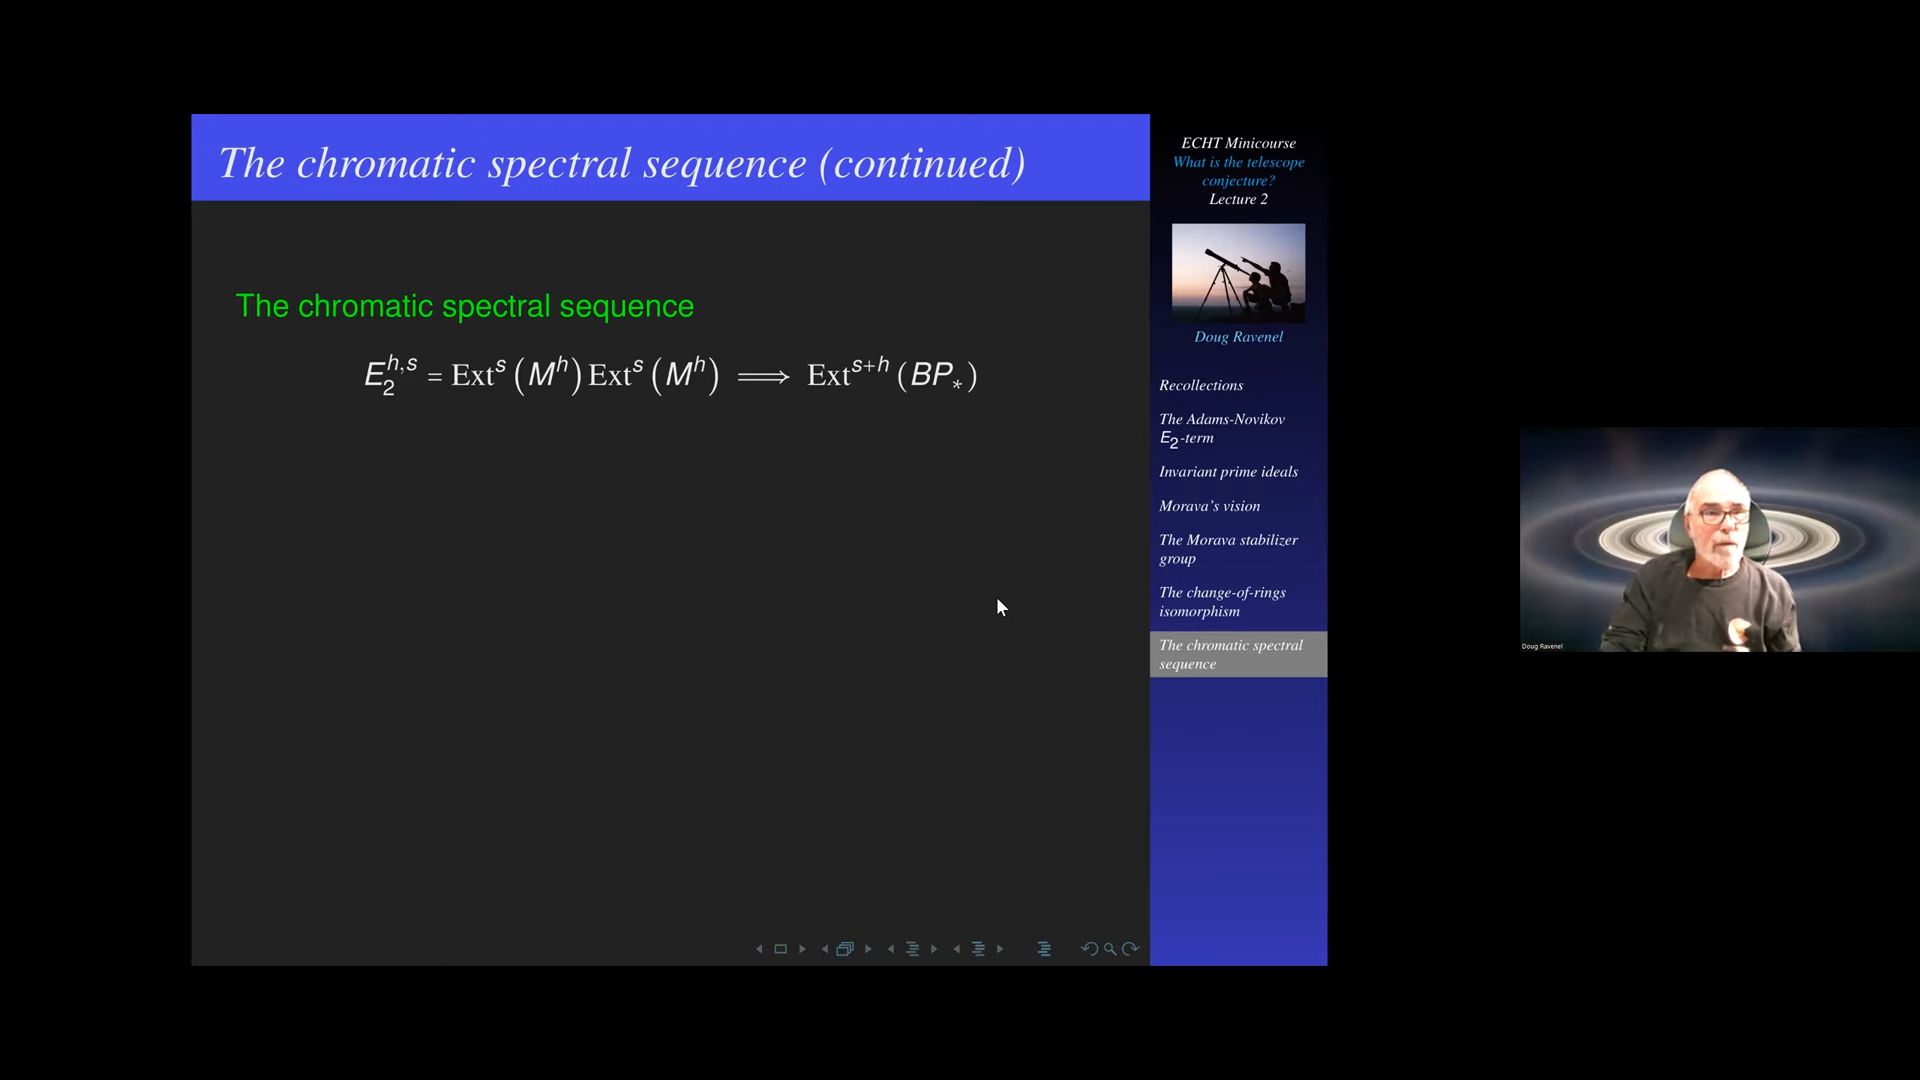 The chromatic spectral sequence (continued)
The chromatic spectral sequence
E_2^{h,s} = Ext^s (M^h) Ext^s (M^h) ⟹ Ext^{s+h} (BP_*)
ECHT Minicourse
What is the telescope
conjecture?
Lecture 2
Doug Ravenel
Recollections
The Adams-Novikov
E_2-term
Invariant prime ideals
Morava's vision
The Morava stabilizer
group
The change-of-rings
isomorphism
The chromatic spectral
sequence
Doug Ravenel